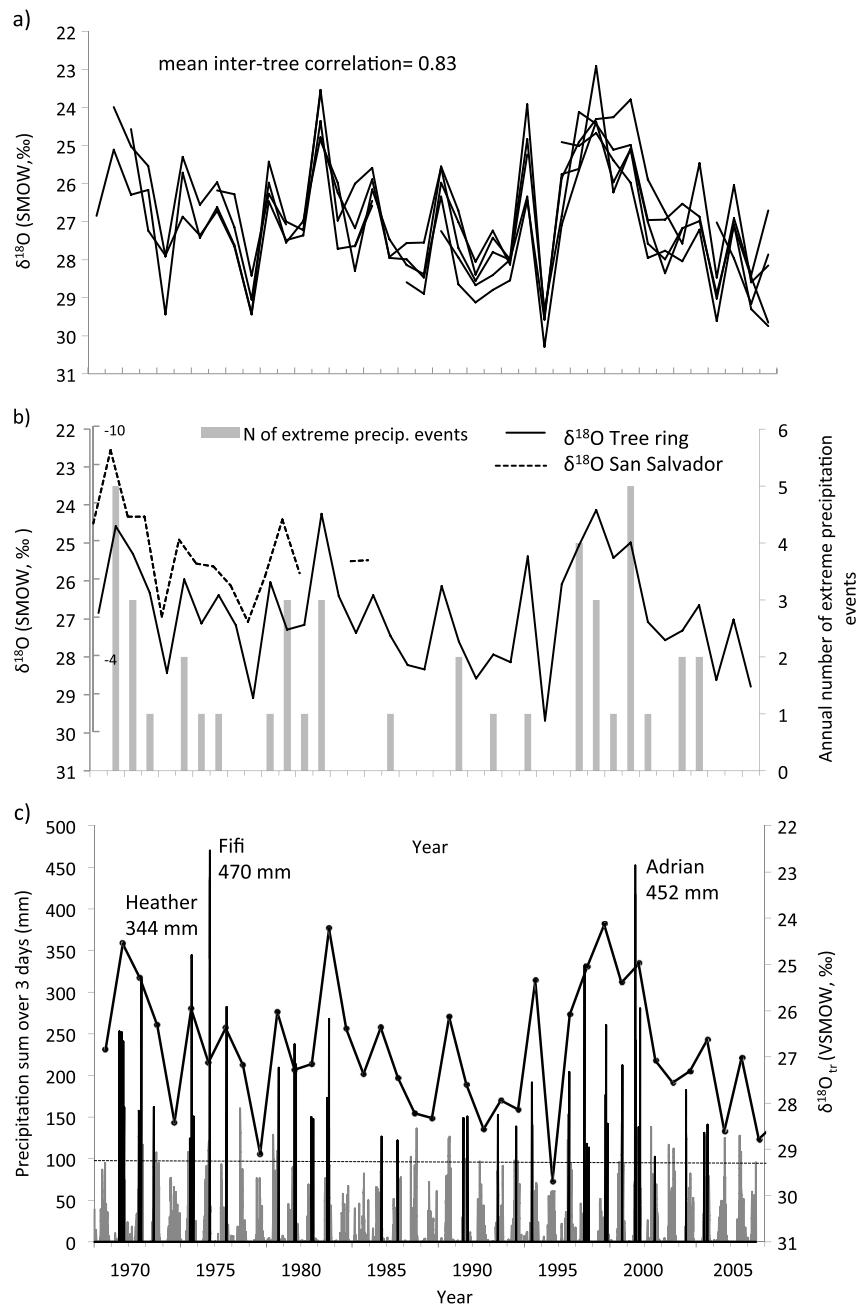 a)
22
23
24
25
26
27
28
29
30
31
δ18O (SMOW,‰)
mean inter-tree correlation= 0.83
b)
22
23
24
25
26
27
28
29
30
31
δ18O (SMOW, ‰ )
-10
-4
N of extreme precip. events
δ18O Tree ring
δ18O San Salvador
6
5
4
3
2
1
0
Annual number of extreme precipitation
events
c)
500
450
400
350
300
250
200
150
100
50
0
Precipitation sum over 3 days (mm)
Heather
344 mm
Fifi
470 mm
Year
Adrian
452 mm
22
23
24
25
26
27
28
29
30
31
δ18Otr (VSMOW, ‰)
1970 1975 1980 1985 1990 1995 2000 2005
Year